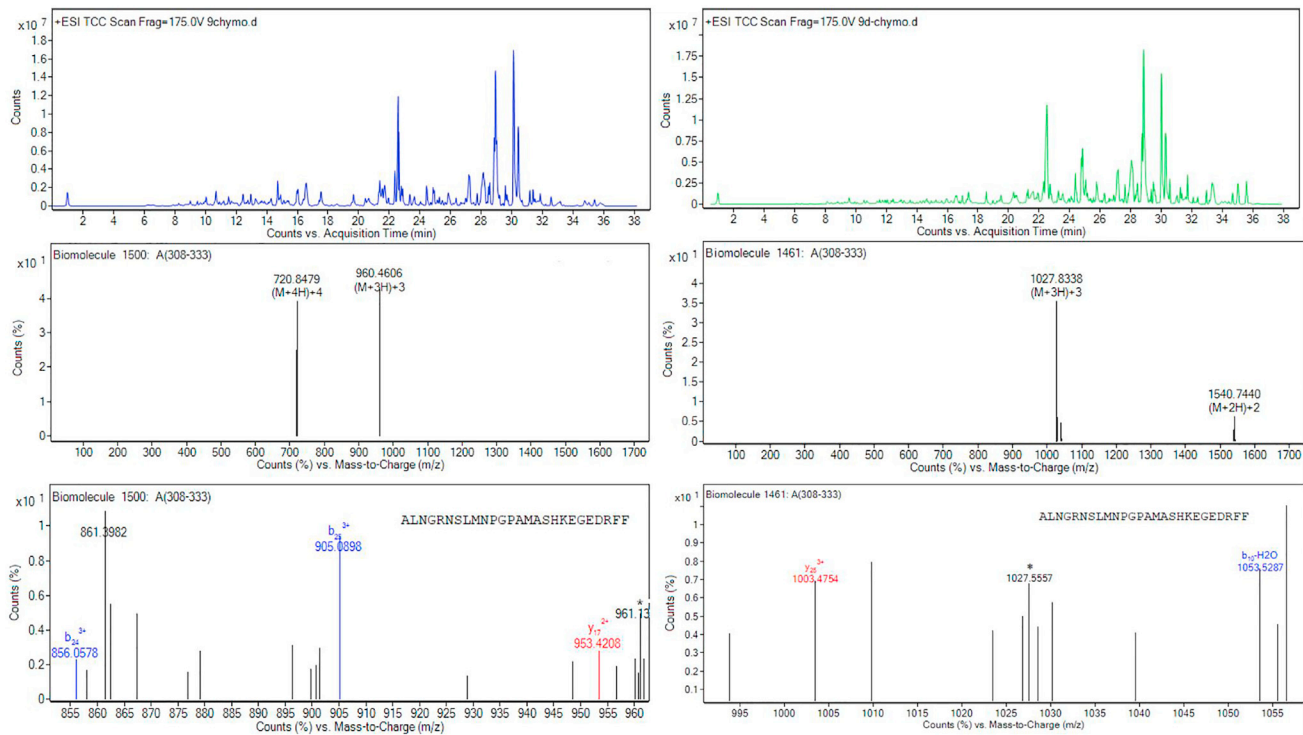 x10 7
+ESI TCC Scan Frag=175.0V 9chymo.d
1.8
1.6
1.4
1.2
1
0.8
0.6
0.4
0.2
0
Counts
2 4 6 8 10 12 14 16 18 20 22 24 26 28 30 32 34 36 38
Counts vs. Acquisition Time (min)
x10 7
+ESI TCC Scan Frag=175.0V 9d-chymo.d
1.75
1.5
1.25
1
0.75
0.5
0.25
0
Counts
2 4 6 8 10 12 14 16 18 20 22 24 26 28 30 32 34 36 38
Counts vs. Acquisition Time (min)
x10 1
Biomolecule 1500: A(308-333)
4
3
2
1
0
Counts (%)
720.8479
(M+4H)+4
960.4606
(M+3H)+3
100 200 300 400 500 600 700 800 900 1000 1100 1200 1300 1400 1500 1600 1700
Counts (%) vs. Mass-to-Charge (m/z)
x10 1
Biomolecule 1461: A(308-333)
4
3.5
3
2.5
2
1.5
1
0.5
0
Counts (%)
1027.8338
(M+3H)+3
1540.7440
(M+2H)+2
100 200 300 400 500 600 700 800 900 1000 1100 1200 1300 1400 1500 1600 1700
Counts (%) vs. Mass-to-Charge (m/z)
x10 1
Biomolecule 1500: A(308-333)
1
0.8
0.6
0.4
0.2
0
Counts (%)
ALNGRNSLMNPGPAMASHKEGEDRFF
b24 3+
856.0578
861.3982
b25 3+
905.0898
y17 2+
953.4208
*
961.13
855 860 865 870 875 880 885 890 895 900 905 910 915 920 925 930 935 940 945 950 955 960
Counts (%) vs. Mass-to-Charge (m/z)
x10 1
Biomolecule 1461: A(308-333)
1
0.9
0.8
0.7
0.6
0.5
0.4
0.3
0.2
0.1
Counts (%)
ALNGRNSLMNPGPAMASHKEGEDRFF
y25 3+
1003.4754
*
1027.5557
b10-H2O
1053.5287
995 1000 1005 1010 1015 1020 1025 1030 1035 1040 1045 1050 1055
Counts (%) vs. Mass-to-Charge (m/z)